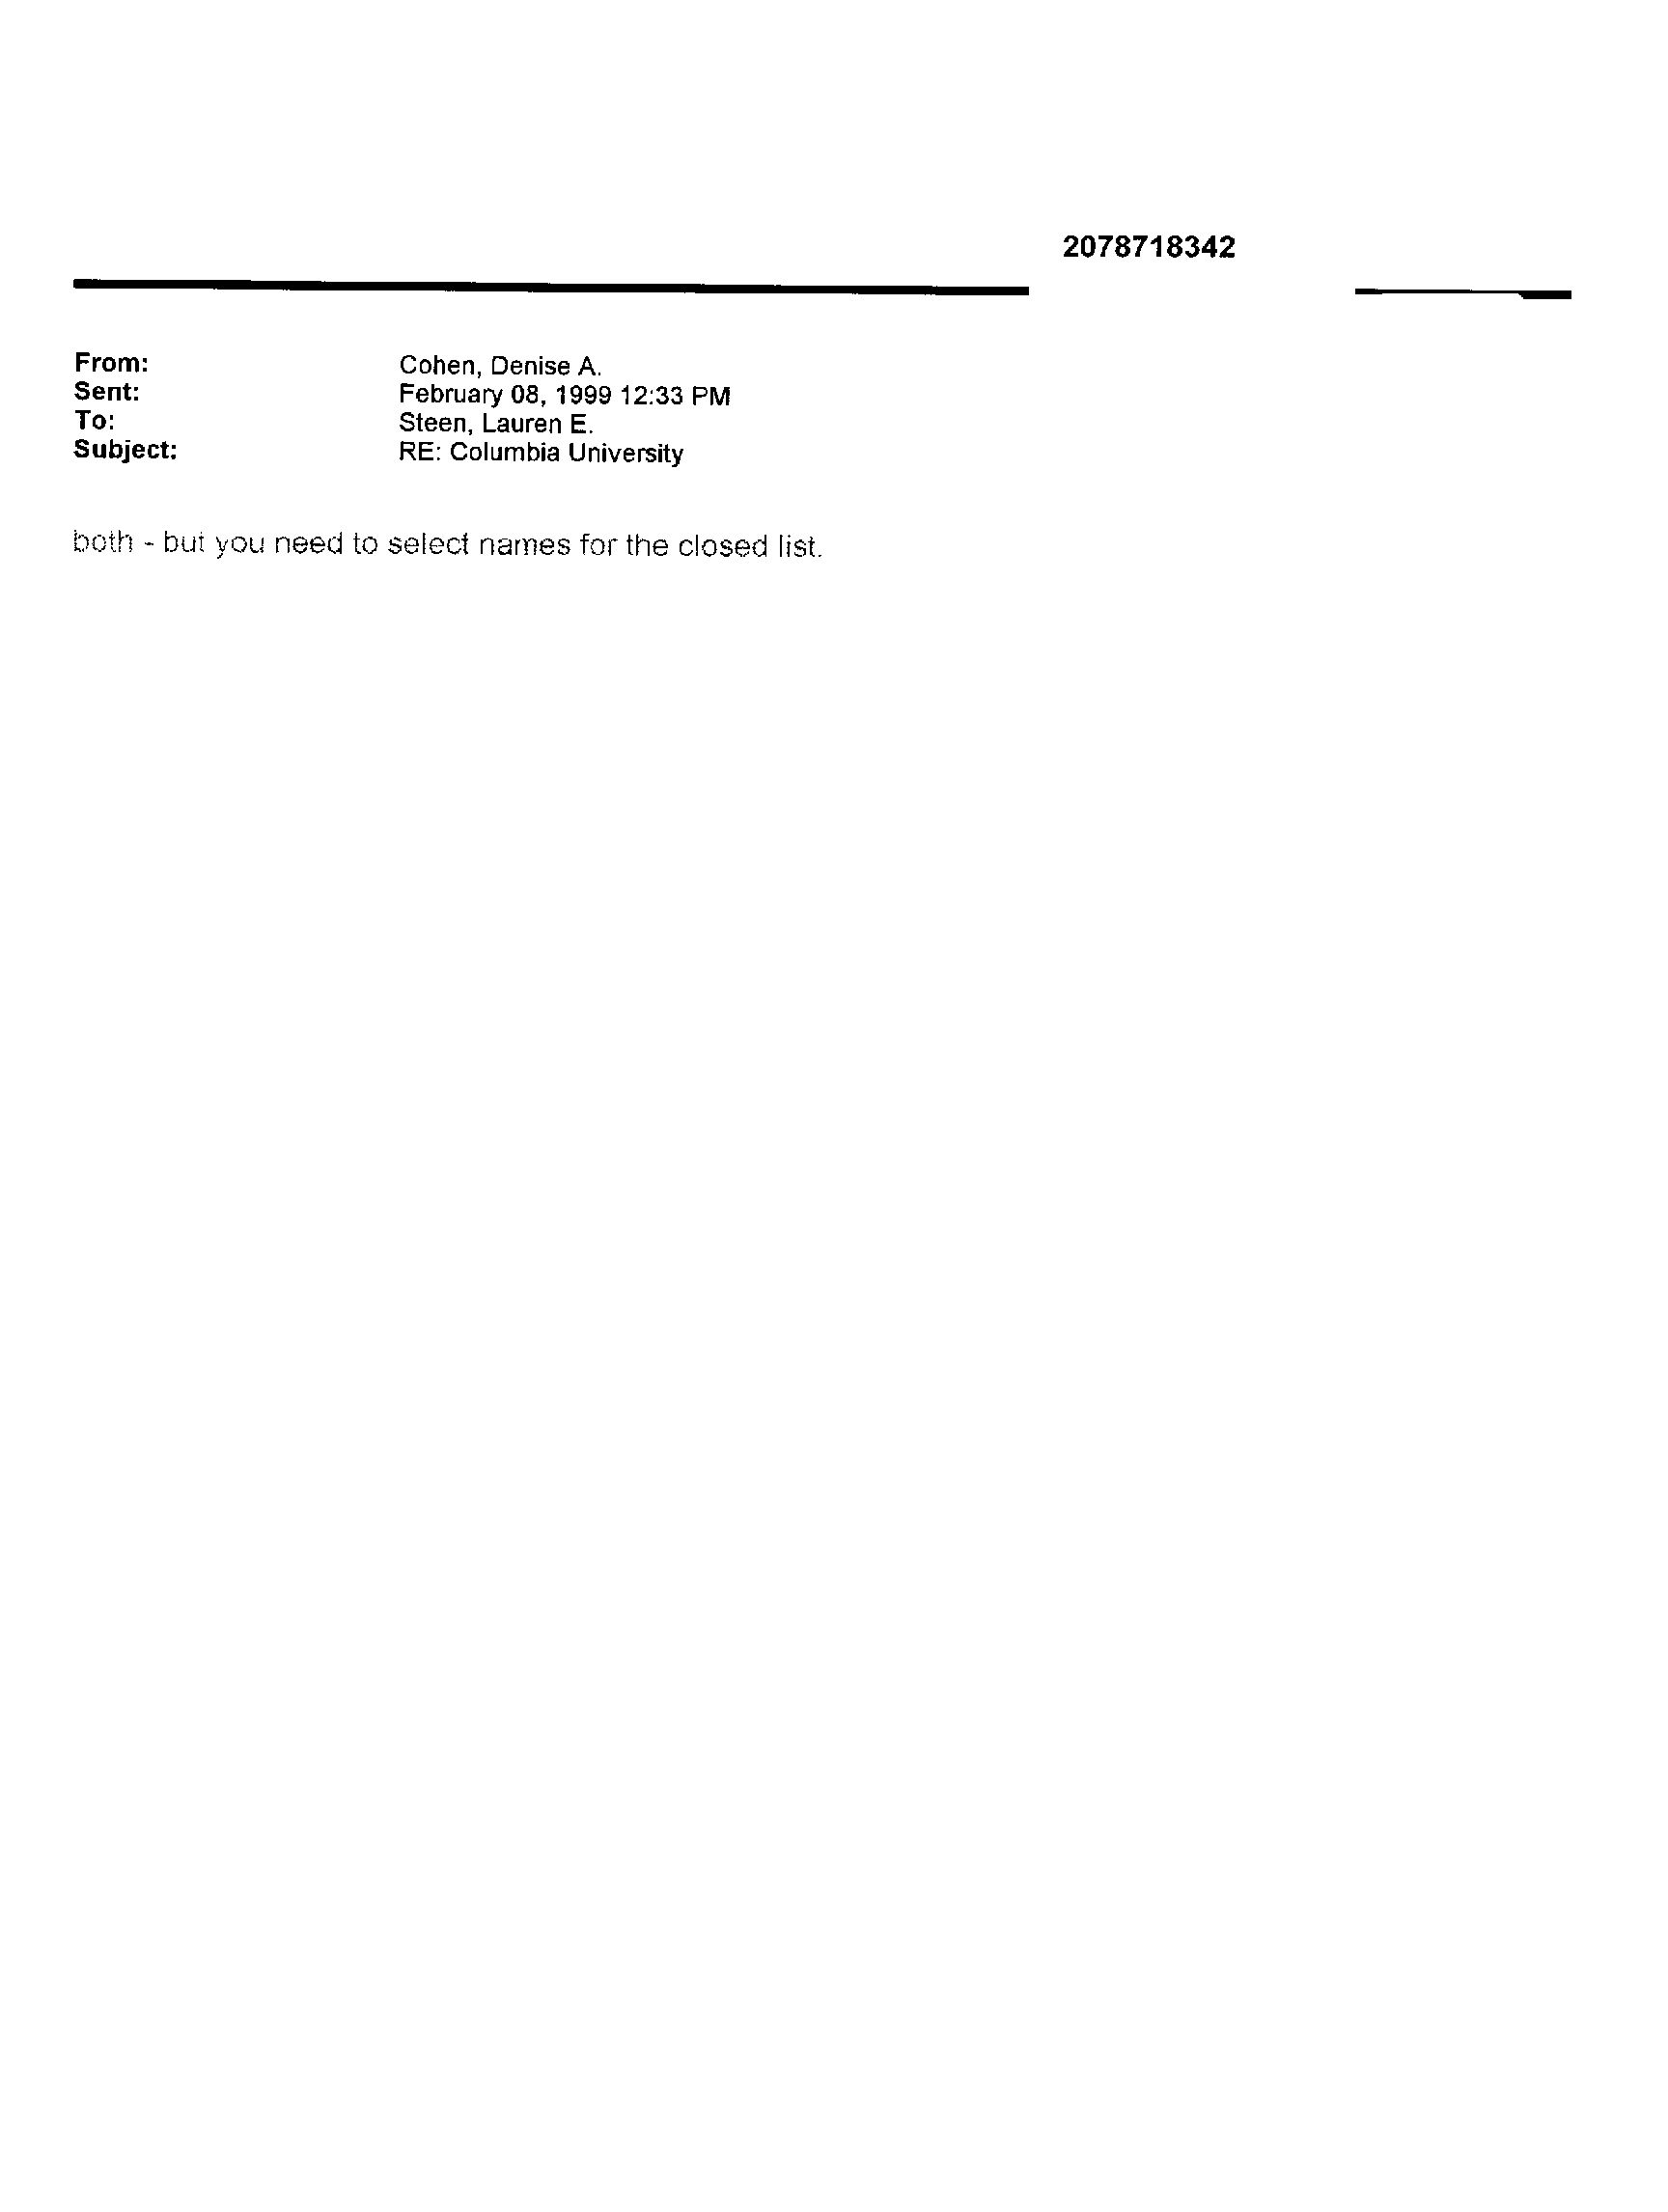 2078718342
From: Cohen, Denise A.
Sent: February 08, 1999 12:33 PM
To: Steen, Lauren E.
Subject: RE: Columbia University
both - but you need to select names for the closed list.